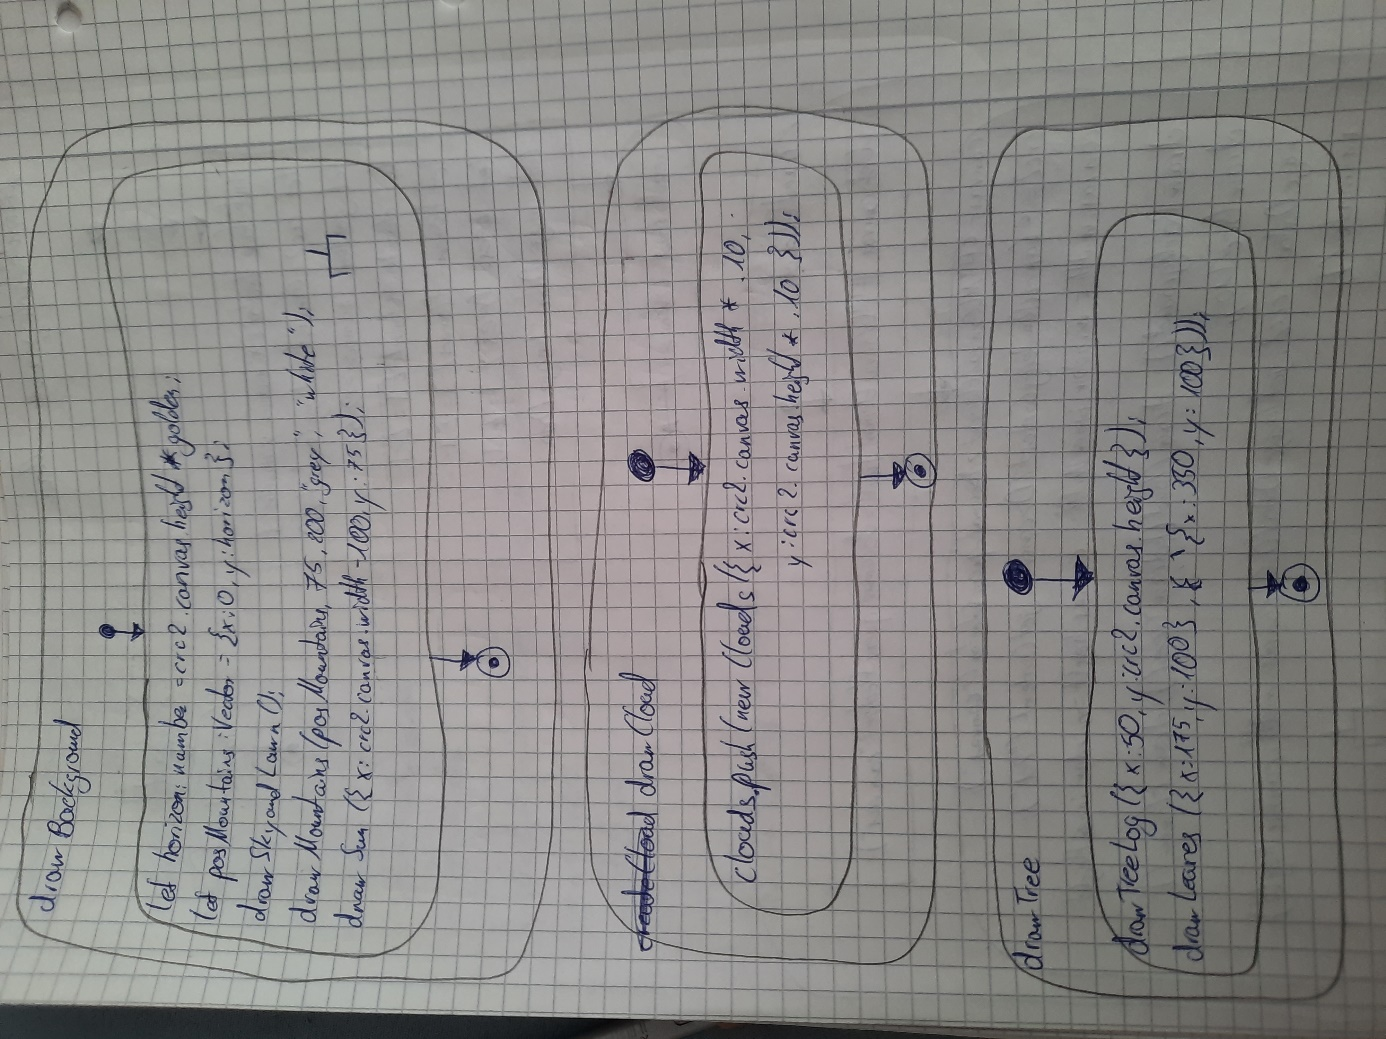 draw Background
let horizon: number = crc2.canvas.height * golden;
let posMountains: Vector = {x:0, y:horizon};
draw Sky and Lawn ();
draw Mountains (posMountains, 75, 200, "grey", "white");
draw Sun ({x: crc2.canvas.width -100, y: 75});
createCloud draw Cloud
clouds.push (new Clouds ({x: crc2.canvas.width * .10,
y: crc2.canvas.height * .10 }));
draw Tree
draw TreeLog ({x:50, y: crc2.canvas.height});
draw Leaves ({x:175, y:100}, { {x:350, y:100}));